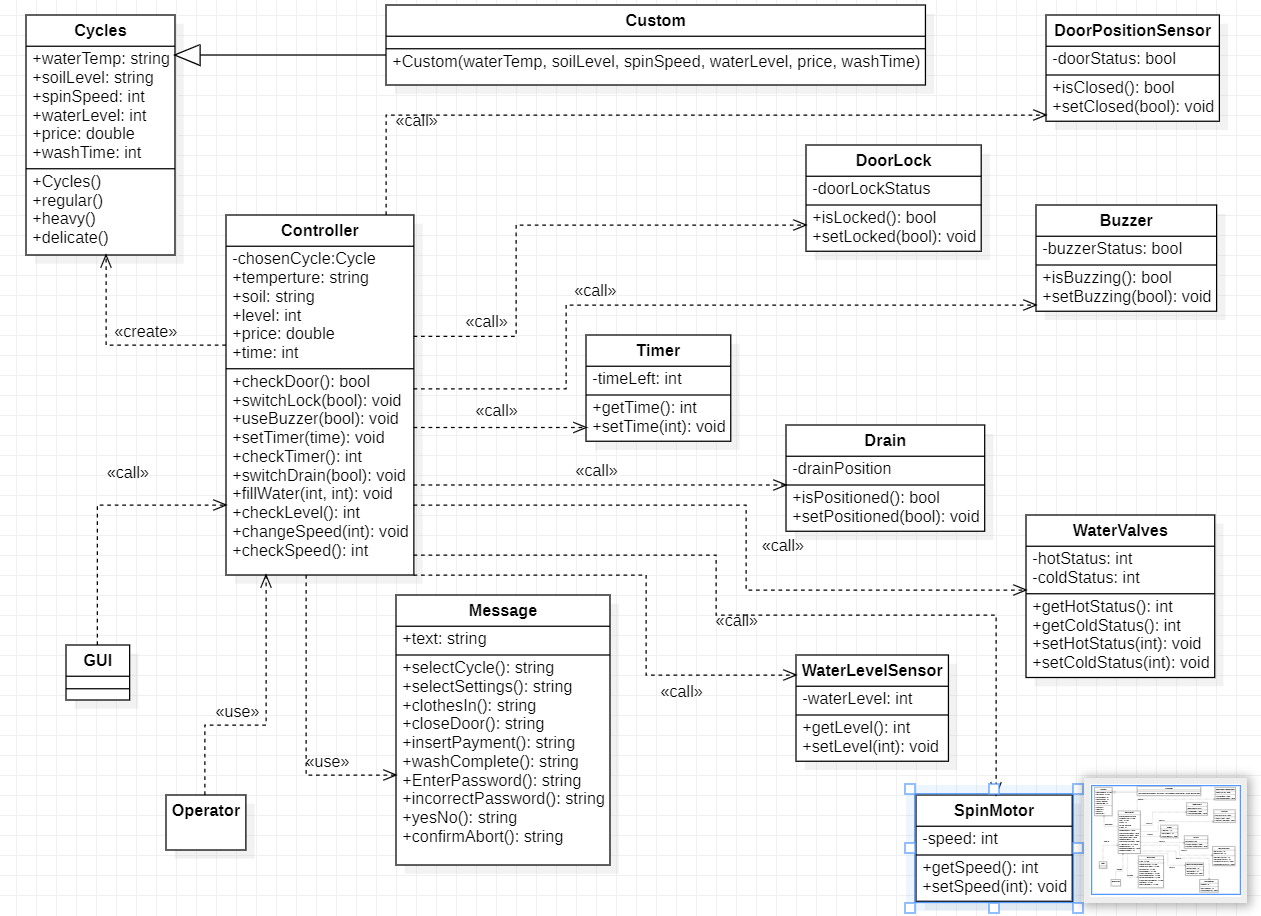 Cycles
+waterTemp: string
+soilLevel: string
+spinSpeed: int
+waterLevel: int
+price: double
+washTime: int
+Cycles()
+regular()
+heavy()
+delicate()
Custom
+Custom(waterTemp, soilLevel, spinSpeed, waterLevel, price, washTime)
DoorPositionSensor
-doorStatus: bool
+isClosed(): bool
+setClosed(bool): void
«call»
DoorLock
-doorLockStatus
+isLocked(): bool
+setLocked(bool): void
«call»
Buzzer
-buzzerStatus: bool
+isBuzzing(): bool
+setBuzzing(bool): void
«call»
Controller
-chosenCycle:Cycle
+temperture: string
+soil: string
+level: int
+price: double
+time: int
+checkDoor(): bool
+switchLock(bool): void
+useBuzzer(bool): void
+setTimer(time): void
+checkTimer(): int
+switchDrain(bool): void
+fillWater(int, int): void
+checkLevel(): int
+changeSpeed(int): void
+checkSpeed(): int
«create»
Timer
-timeLeft: int
+getTime(): int
+setTime(int): void
«call»
Drain
-drainPosition
+isPositioned(): bool
+setPositioned(bool): void
«call»
«call»
WaterValves
-hotStatus: int
-coldStatus: int
+getHotStatus(): int
+getColdStatus(): int
+setHotStatus(int): void
+setColdStatus(int): void
«call»
«call»
GUI
«use»
Operator
«use»
Message
+text: string
+selectCycle(): string
+selectSettings(): string
+clothesIn(): string
+closeDoor(): string
+insertPayment(): string
+washComplete(): string
+EnterPassword(): string
+incorrectPassword(): string
+yesNo(): string
+confirmAbort(): string
WaterLevelSensor
-waterLevel: int
+getLevel(): int
+setLevel(int): void
«call»
SpinMotor
-speed: int
+getSpeed(): int
+setSpeed(int): void